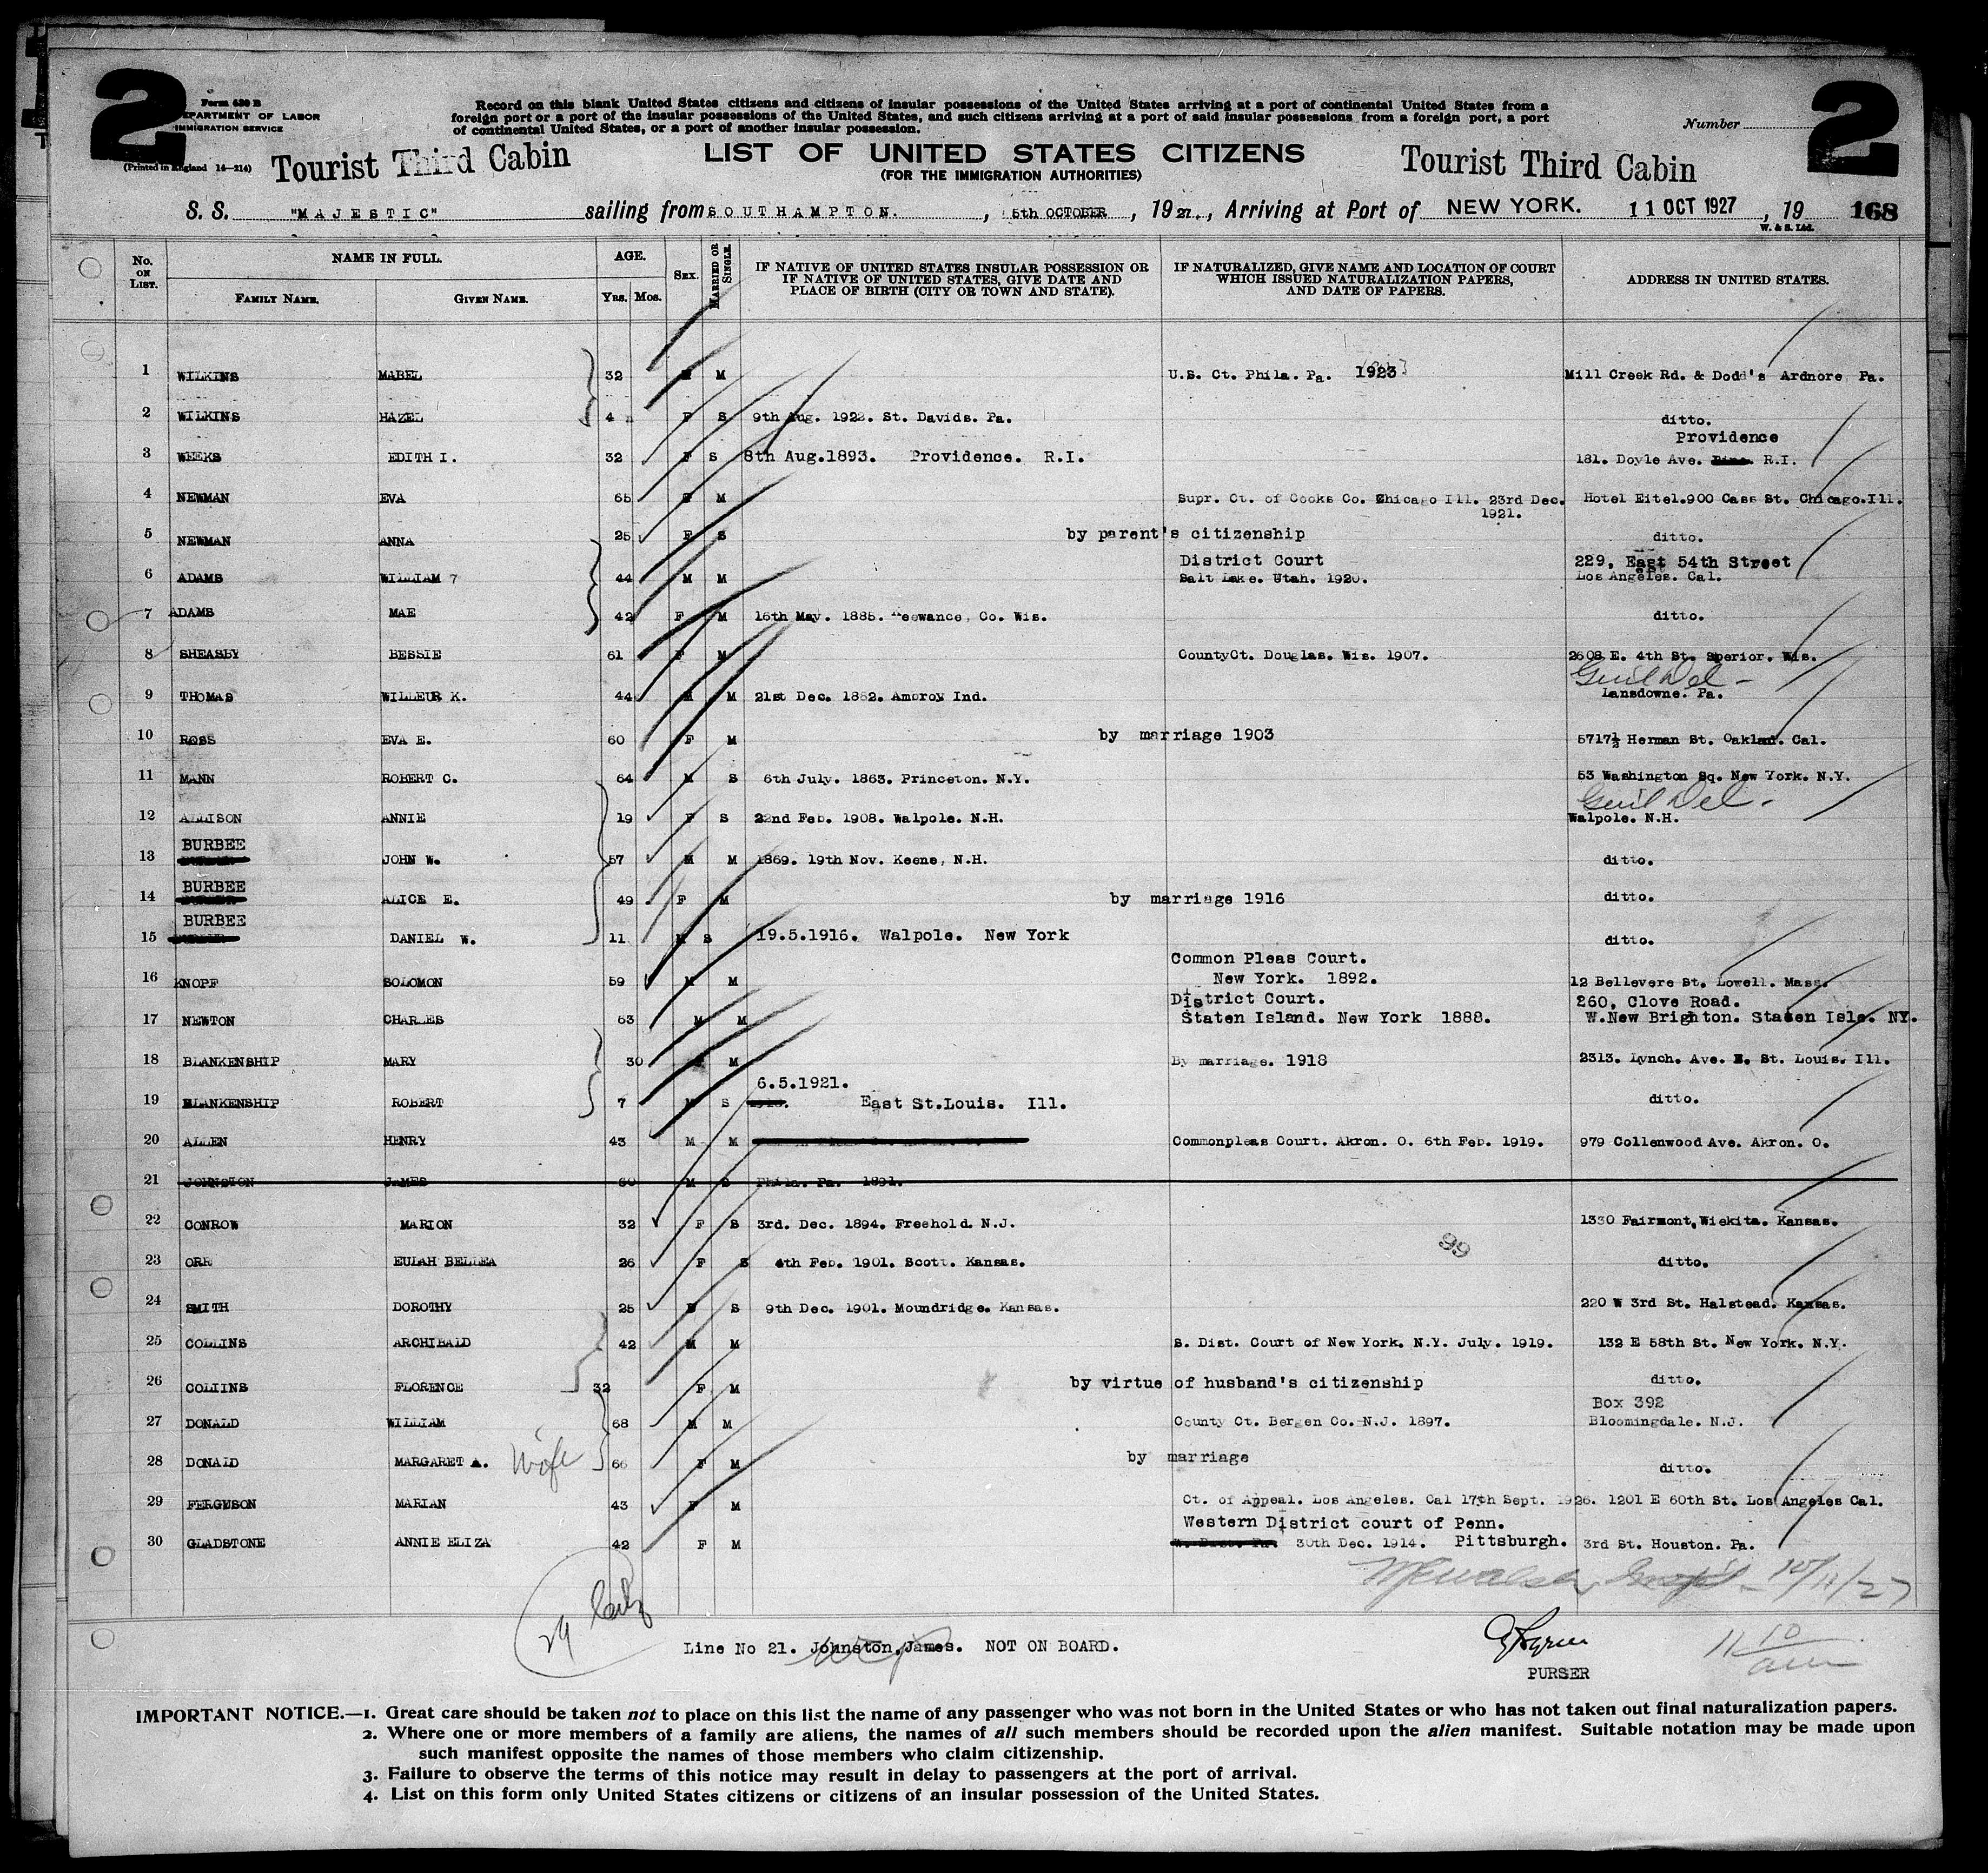 2
2
Form 630 B
DEPARTMENT OF LABOR
IMMIGRATION SERVICE
(Printed in England 14—214)
Record on this blank United States citizens and citizens of insular possessions of the United States arriving at a port of continental United States from a
foreign port or a port of the insular possessions of the United States, and such citizens arriving at a port of said insular possessions from a foreign port, a port
of continental United States, or a port of another insular possession.
Number
Tourist Third Cabin
LIST OF UNITED STATES CITIZENS
(FOR THE IMMIGRATION AUTHORITIES)
Tourist Third Cabin
S. S. "MAJESTIC" sailing from SOUTHAMPTON. , 5th OCTOBER , 1927. , Arriving at Port of NEW YORK. 11 OCT 1927 , 19 168
W. & S. Ltd.
No. ON LIST. NAME IN FULL. AGE. SEX. MARRIED OR SINGLE. IF NATIVE OF UNITED STATES INSULAR POSSESSION OR IF NATIVE OF UNITED STATES, GIVE DATE AND PLACE OF BIRTH (CITY OR TOWN AND STATE). IF NATURALIZED, GIVE NAME AND LOCATION OF COURT WHICH ISSUED NATURALIZATION PAPERS, AND DATE OF PAPERS. ADDRESS IN UNITED STATES.
FAMILY NAME. GIVEN NAME. YRS. MOS.
1 WILKINS MABEL 32 M M U.S. Ct. Phila. Pa. 1923 Mill Creek Rd. & Dodd's Ardnore Pa.
2 WILKINS HAZEL 4 F S 9th Aug. 1922. St. Davids. Pa. ditto.
Providence
3 WEEKS EDITH I. 32 F S 8th Aug.1893. Providence. R.I. 181. Doyle Ave. R.I.
4 NEWMAN EVA 65 M Supr. Ct. of Cooks Co. Chicago Ill. 23rd Dec. 1921. Hotel Eitel.900 Cass St. Chicago.Ill.
5 NEWMAN ANNA 25 F S by parent's citizenship ditto.
District Court 229, East 54th Street
6 ADAMS WILLIAM 44 M M Salt Lake. Utah. 1920. Los Angeles. Cal.
7 ADAMS MAE 42 F M 16th May. 1885. Keewance, Co. Wis. ditto.
8 SHEASBY BESSIE 61 F M CountyCt. Douglas. Wis. 1907. 2608 E. 4th St. Sperior. Wis.
9 THOMAS WILLEUR K. 44 M M 21st Dec. 1882. Ambroy Ind. Lansdowne. Pa.
10 ROSS EVA E. 60 F M by marriage 1903 5717½ Herman St. Oakland. Cal.
11 MANN ROBERT C. 64 M S 6th July. 1863. Princeton. N.Y. 53 Washington Sq. New York. N.Y.
12 ALLISON ANNIE 19 F S 22nd Feb. 1908. Walpole. N.H. Walpole. N.H.
BURBEE
13 JOHN W. 57 M M 1869. 19th Nov. Keene, N.H. ditto.
BURBEE
14 ALICE E. 49 F M by marriage 1916 ditto.
BURBEE
15 DANIEL W. 11 M S 19.5.1916. Walpole. New York ditto.
Common Pleas Court.
16 KNOPF SOLOMON 59 M M New York. 1892. 12 Bellevere St. Lowell. Mass.
District Court. 260, Clove Road.
17 NEWTON CHARLES 63 M M Staten Island. New York 1888. W.New Brighton. Staten Isle. NY.
18 BLANKENSHIP MARY 30 F M By marriage. 1918 2313. Lynch. Ave. E. St. Louis. Ill.
6.5.1921.
19 BLANKENSHIP ROBERT 7 M S East St.Louis. Ill. ditto.
20 ALLEN HENRY 43 M M Commonpleas Court. Akron. O. 6th Feb. 1919. 979 Collenwood Ave. Akron. O.
21 JOHNSTON JAMES 60 M S Phila. Pa. 1891.
22 CONROW MARION 32 F S 3rd. Dec. 1894. Freehold. N.J. 1330 Fairmont, Wickita. Kansas.
99
23 ORR EULAH BELLEA 26 F S 4th Feb. 1901. Scott. Kansas. ditto.
24 SMITH DOROTHY 25 S 9th Dec. 1901. Moundridge. Kansas. 220 W 3rd St. Halstead. Kansas.
25 COLLINS ARCHIBALD 42 M M S. Dist. Court of New York. N.Y. July. 1919. 132 E 58th St. New York. N.Y.
26 COLIINS FLORENCE 32 F M by virtue of husband's citizenship ditto.
Box 392
27 DONALD WILLIAM 68 M M County Ct. Bergen Co. N.J. 1897. Bloomingdale. N.J.
28 DONALD MARGARET A. Wife 66 F M by marriage ditto.
29 FERGUSON MARIAN 43 F M Ct. of Appeal. Los Angeles. Cal 17th Sept. 1926. 1201 E 60th St. Los Angeles Cal.
Western District court of Penn.
30 GLADSTONE ANNIE ELIZA 42 F M 30th Dec. 1914. Pittsburgh. 3rd St. Houston. Pa.
10/11/27
29
Line No 21. Johnston, James. NOT ON BOARD.
PURSER
IMPORTANT NOTICE.—1. Great care should be taken not to place on this list the name of any passenger who was not born in the United States or who has not taken out final naturalization papers.
2. Where one or more members of a family are aliens, the names of all such members should be recorded upon the alien manifest. Suitable notation may be made upon
such manifest opposite the names of those members who claim citizenship.
3. Failure to observe the terms of this notice may result in delay to passengers at the port of arrival.
4. List on this form only United States citizens or citizens of an insular possession of the United States.